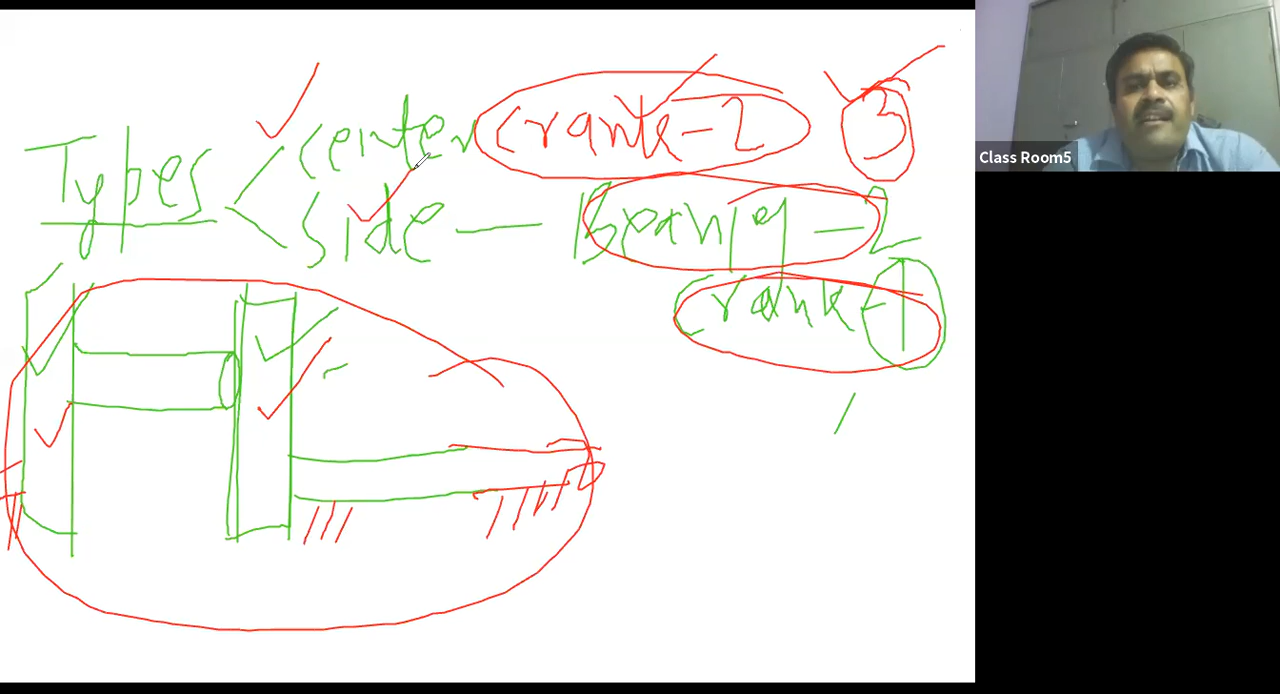 Types
center crank-2 3
side — Bearing-2
crank-1
Class Room5